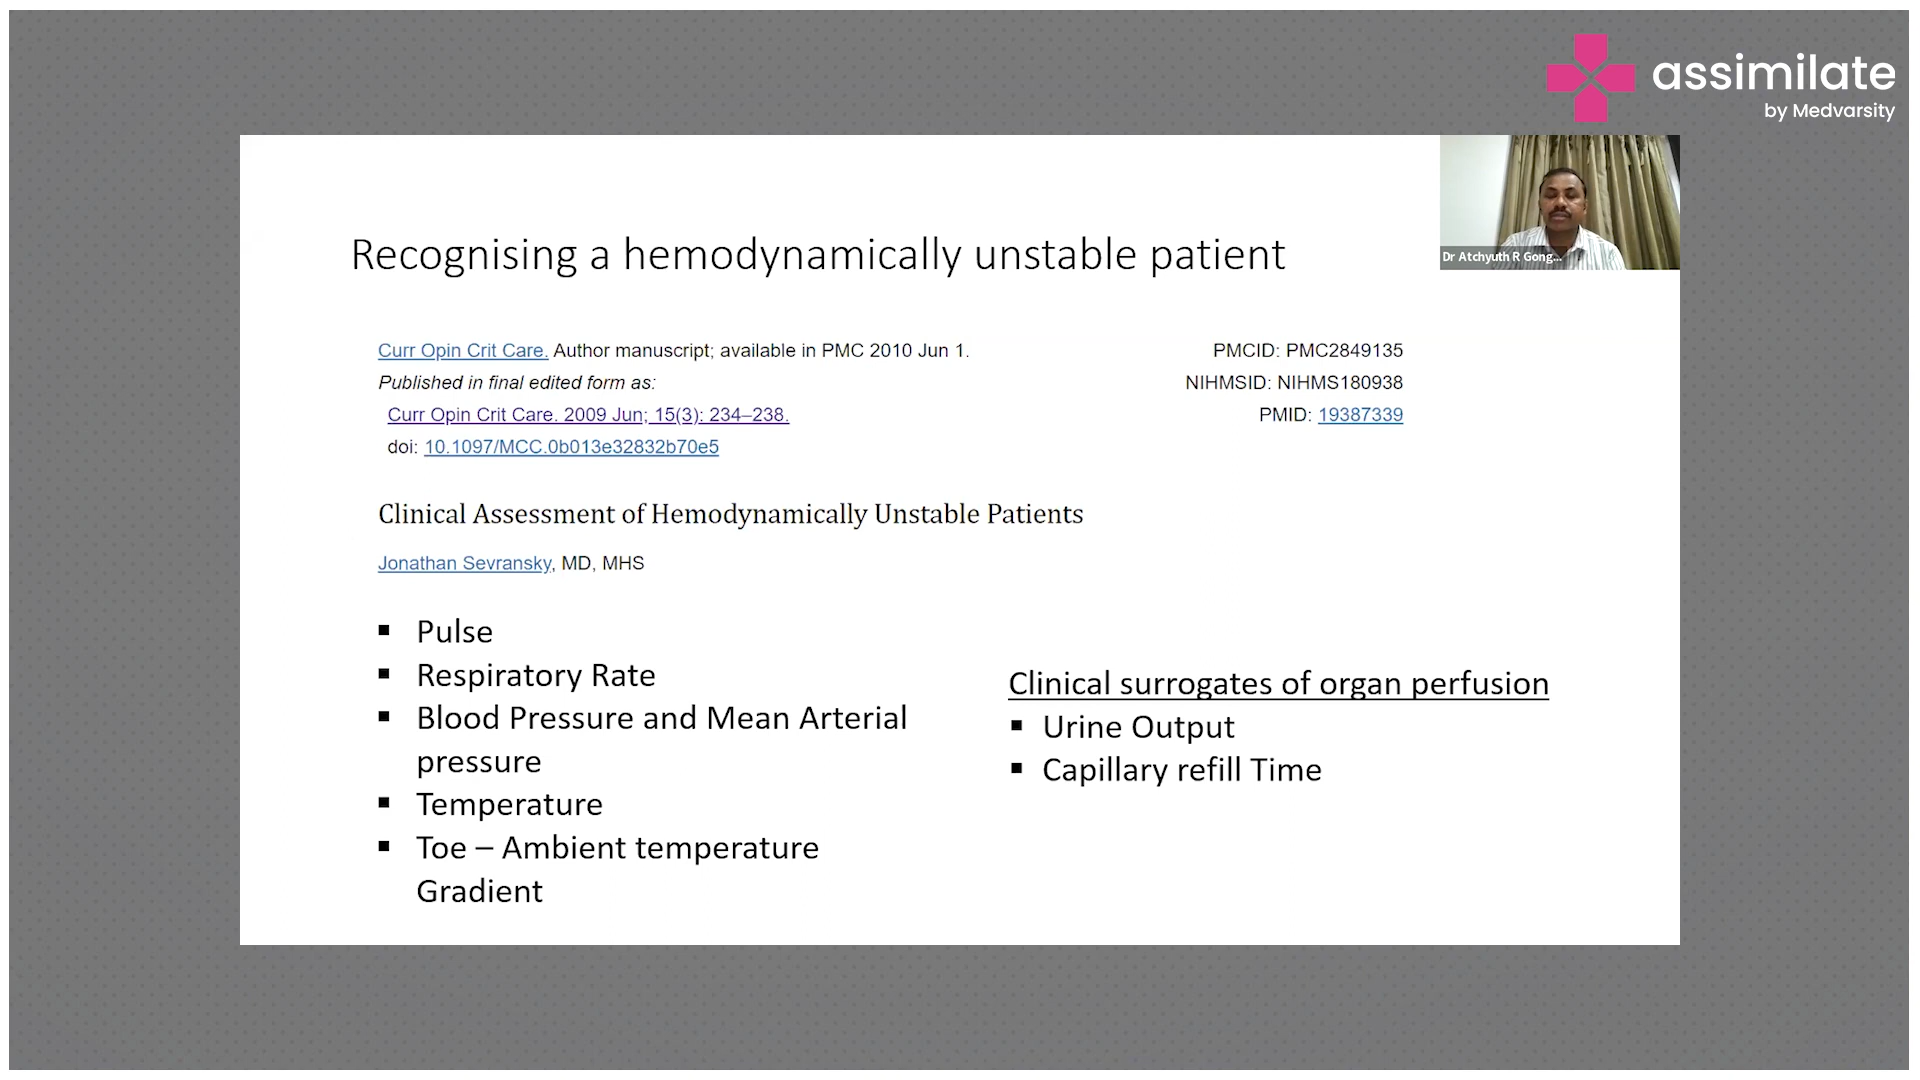 assimilate
by Medvarsity
Dr Atchyuth R Gong...
Recognising a hemodynamically unstable patient
Curr Opin Crit Care. Author manuscript; available in PMC 2010 Jun 1.
Published in final edited form as:
Curr Opin Crit Care. 2009 Jun; 15(3): 234–238.
doi: 10.1097/MCC.0b013e32832b70e5
PMCID: PMC2849135
NIHMSID: NIHMS180938
PMID: 19387339
Clinical Assessment of Hemodynamically Unstable Patients
Jonathan Sevransky, MD, MHS
▪ Pulse
▪ Respiratory Rate
▪ Blood Pressure and Mean Arterial
pressure
▪ Temperature
▪ Toe – Ambient temperature
Gradient
Clinical surrogates of organ perfusion
▪ Urine Output
▪ Capillary refill Time